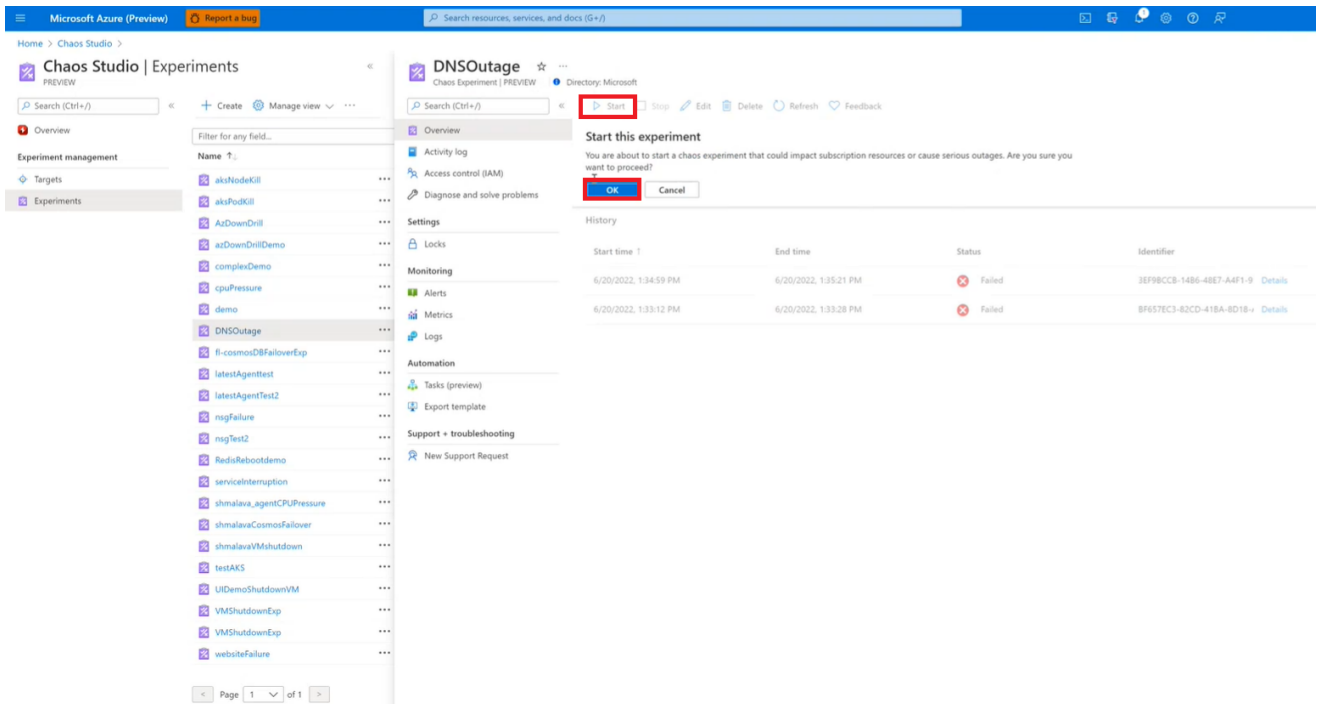 Microsoft Azure (Preview)
Report a bug
Search resources, services, and docs (G+/)
1
Home > Chaos Studio >
Chaos Studio | Experiments
PREVIEW
Search (Ctrl+/)
Overview
Experiment management
Targets
Experiments
Create
Manage view
Filter for any field...
Name ↑
aksNodeKill
aksPodKill
AzDownDrill
azDownDrillDemo
complexDemo
cpuPressure
demo
DNSOutage
fl-cosmosDBFailoverExp
latestAgenttest
latestAgentTest2
nsgFailure
nsgTest2
RedisRebootdemo
serviceInterruption
shmalava_agentCPUPressure
shmalavaCosmosFailover
shmalavaVMshutdown
testAKS
UIDemoShutdownVM
VMShutdownExp
VMShutdownExp
websiteFailure
< Page 1 of 1 >
DNSOutage
Chaos Experiment | PREVIEW
Directory: Microsoft
Search (Ctrl+/)
Overview
Activity log
Access control (IAM)
Diagnose and solve problems
Settings
Locks
Monitoring
Alerts
Metrics
Logs
Automation
Tasks (preview)
Export template
Support + troubleshooting
New Support Request
Start Stop Edit Delete Refresh Feedback
Start this experiment
You are about to start a chaos experiment that could impact subscription resources or cause serious outages. Are you sure you
want to proceed?
OK Cancel
History
Start time ↑ End time Status Identifier
6/20/2022, 1:34:59 PM 6/20/2022, 1:35:21 PM Failed 3EF98CCB-14B6-48E7-A4F1-9 Details
6/20/2022, 1:33:12 PM 6/20/2022, 1:33:28 PM Failed BF657EC3-82CD-41BA-8D18- Details